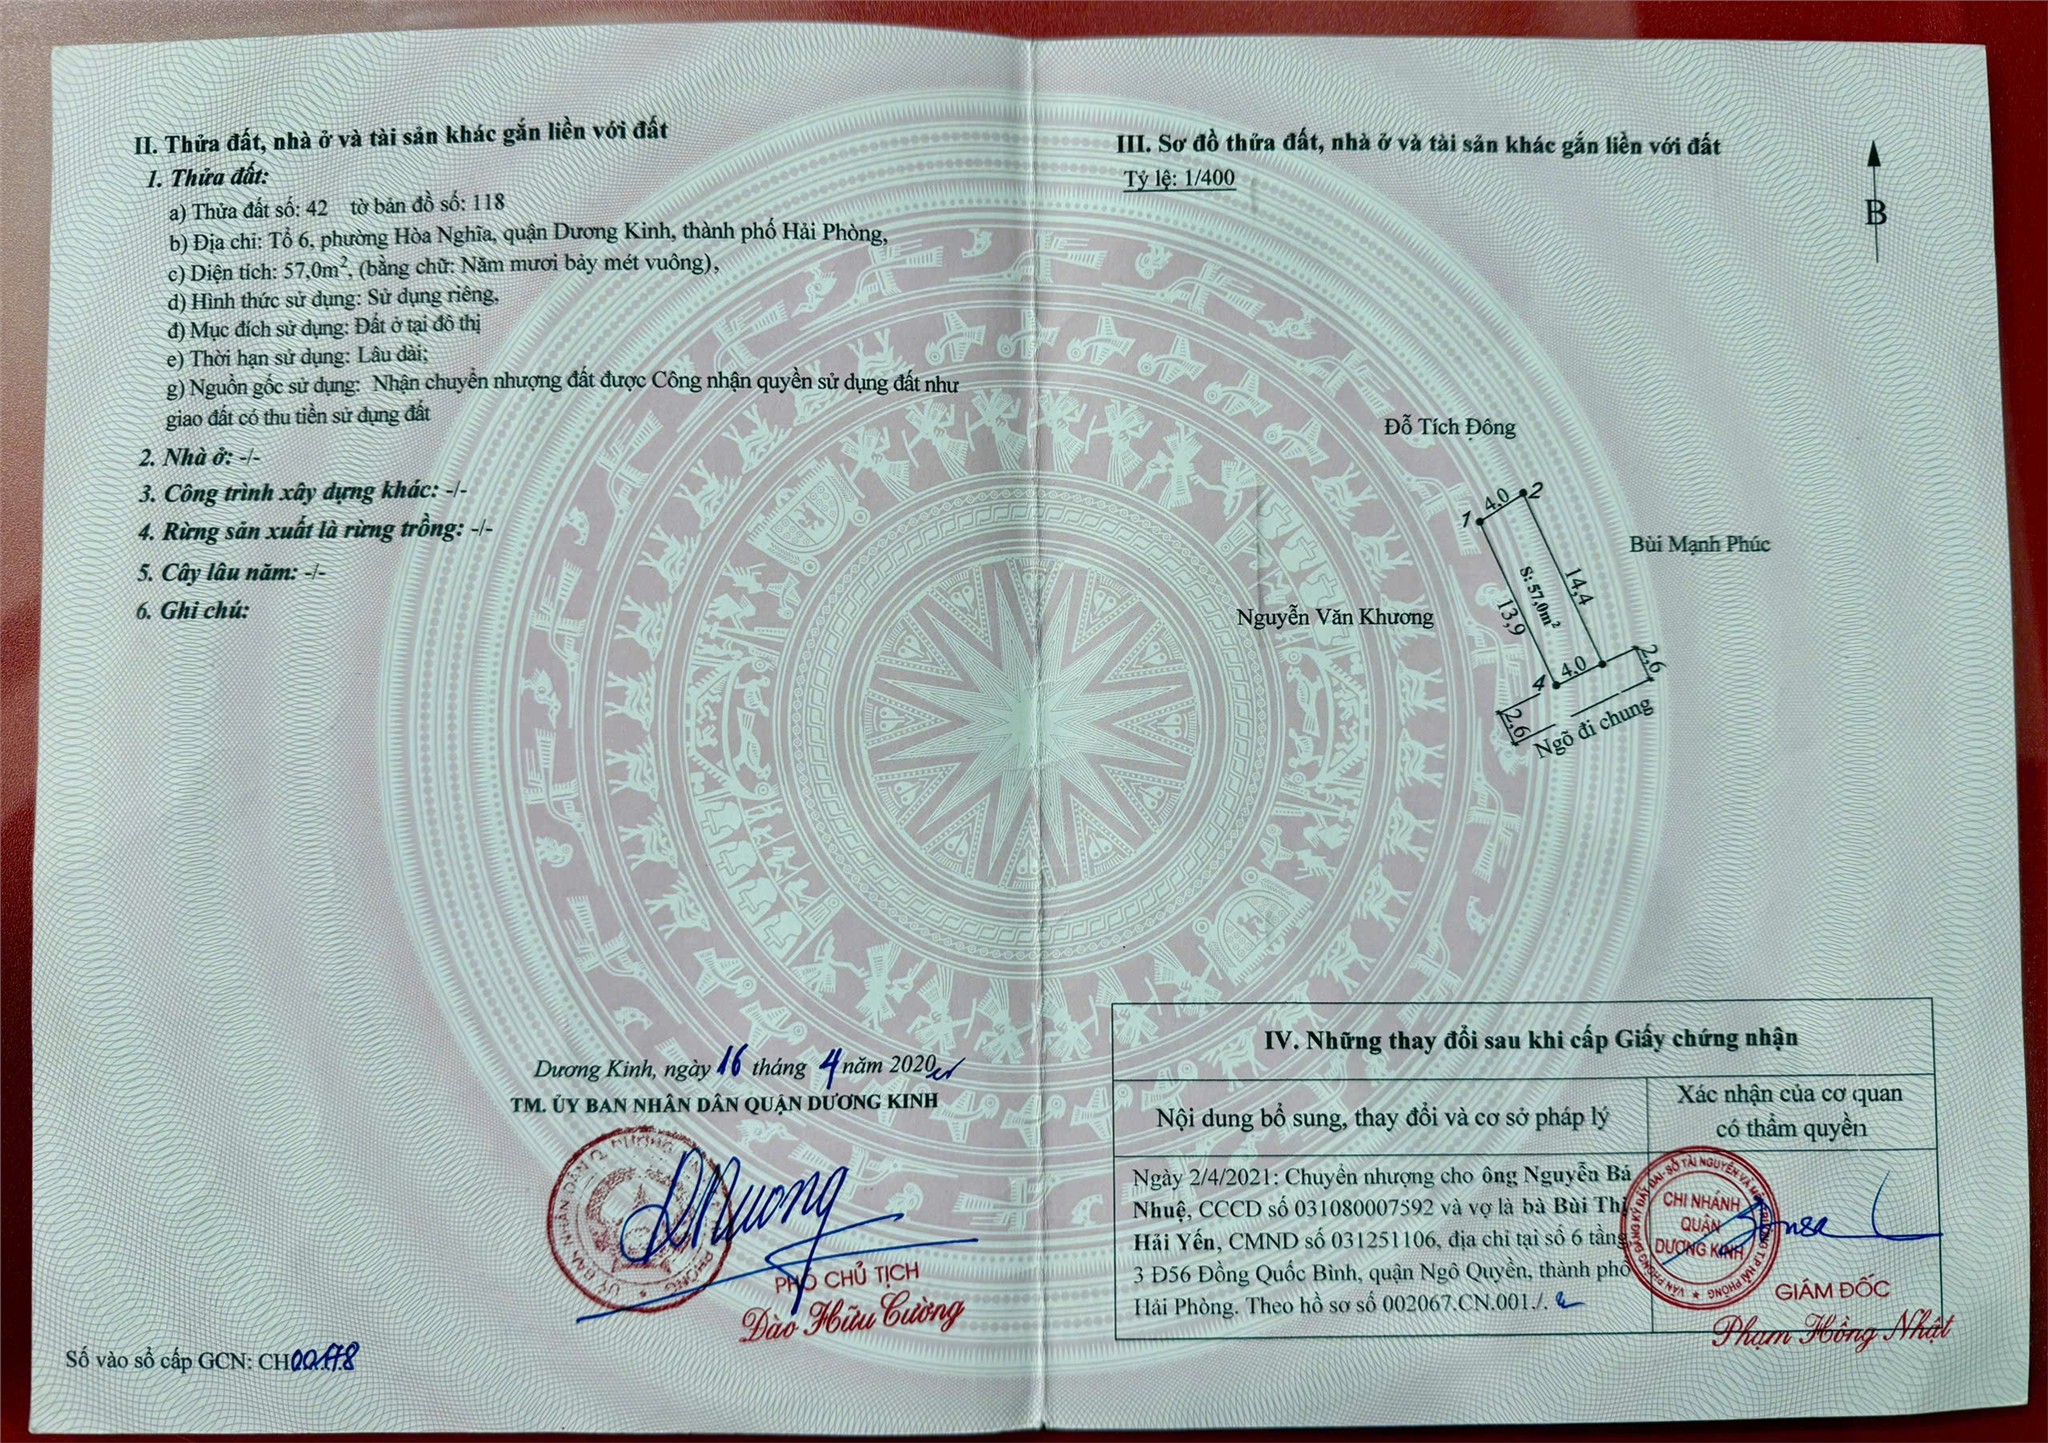 II. Thửa đất, nhà ở và tài sản khác gắn liền với đất
1. Thửa đất:
a) Thửa đất số: 42 tờ bản đồ số: 118
b) Địa chỉ: Tổ 6, phường Hòa Nghĩa, quận Dương Kinh, thành phố Hải Phòng,
c) Diện tích: 57,0m², (bằng chữ: Năm mươi bảy mét vuông),
d) Hình thức sử dụng: Sử dụng riêng,
đ) Mục đích sử dụng: Đất ở tại đô thị
e) Thời hạn sử dụng: Lâu dài;
g) Nguồn gốc sử dụng: Nhận chuyển nhượng đất được Công nhận quyền sử dụng đất như
giao đất có thu tiền sử dụng đất
2. Nhà ở: -/-
3. Công trình xây dựng khác: -/-
4. Rừng sản xuất là rừng trồng: -/-
5. Cây lâu năm: -/-
6. Ghi chú:
Dương Kinh, ngày 16 tháng 4 năm 2020
TM. ỦY BAN NHÂN DÂN QUẬN DƯƠNG KINH
PHÓ CHỦ TỊCH
Đào Hữu Cường
Số vào sổ cấp GCN: CH00178
III. Sơ đồ thửa đất, nhà ở và tài sản khác gắn liền với đất
Tỷ lệ: 1/400
B
Đỗ Tích Đông
1
4.0
2
Bùi Mạnh Phúc
S: 57,0m²
14,4
13,9
Nguyễn Văn Khương
4
4.0
2,6
2,6
Ngõ đi chung
IV. Những thay đổi sau khi cấp Giấy chứng nhận
Nội dung bổ sung, thay đổi và cơ sở pháp lý
Xác nhận của cơ quan
có thẩm quyền
Ngày 2/4/2021: Chuyển nhượng cho ông Nguyễn Bá
Nhuệ, CCCD số 031080007592 và vợ là bà Bùi Thị
Hải Yến, CMND số 031251106, địa chỉ tại số 6 tầng
3 Đ56 Đồng Quốc Bình, quận Ngô Quyền, thành phố
Hải Phòng. Theo hồ sơ số 002067.CN.001./.
CHI NHÁNH
QUẬN
DƯƠNG KINH
GIÁM ĐỐC
Phạm Hồng Nhật